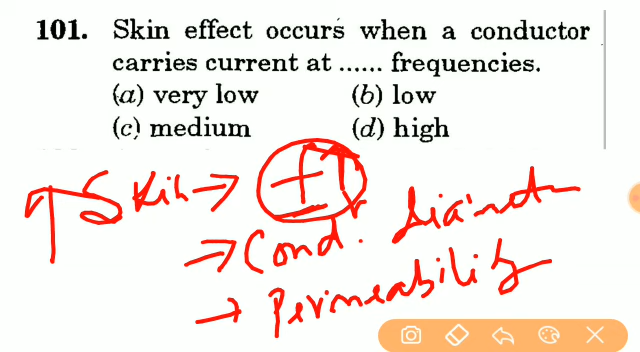 101. Skin effect occurs when a conductor
carries current at ...... frequencies.
(a) very low (b) low
(c) medium (d) high
↑ Skin → f↑
→ Cond r. diameter
→ Permeability